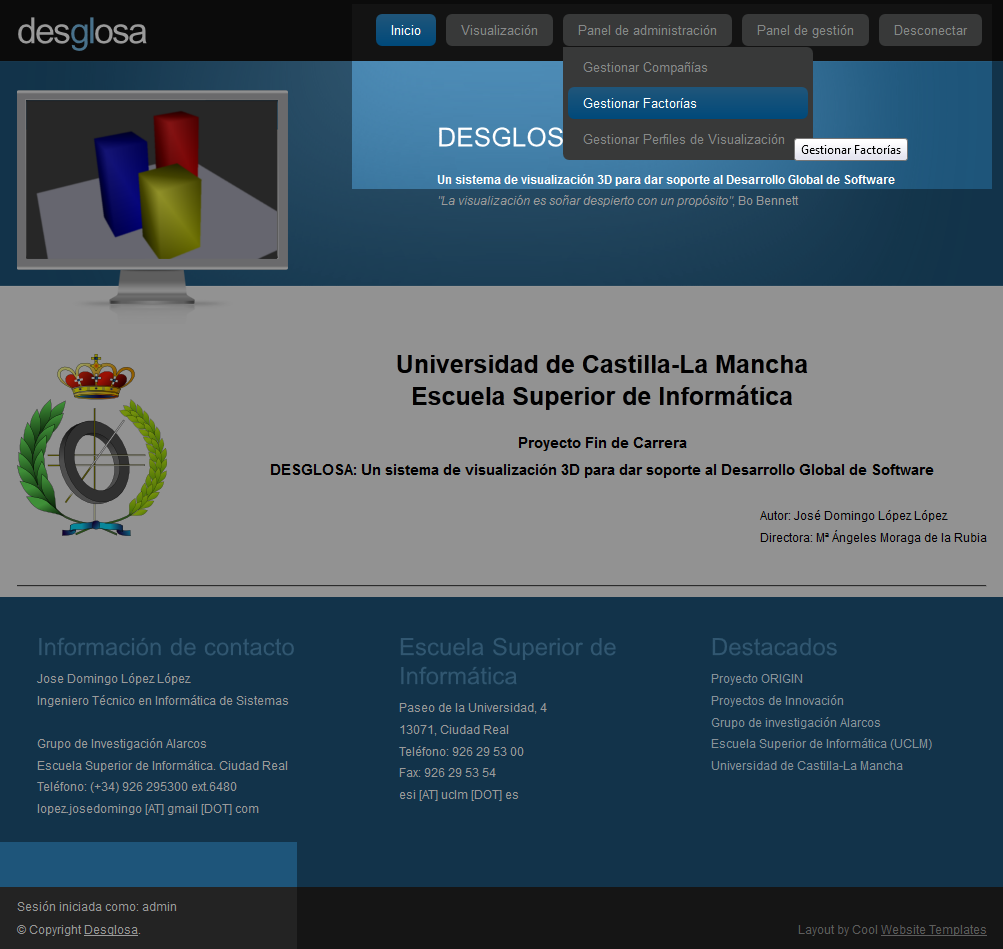 desglosa
Inicio
Visualización
Panel de administración
Panel de gestión
Desconectar
Gestionar Compañías
Gestionar Factorías
Gestionar Perfiles de Visualización
Gestionar Factorías
DESGLOS
Un sistema de visualización 3D para dar soporte al Desarrollo Global de Software
"La visualización es soñar despierto con un propósito", Bo Bennett
Universidad de Castilla-La Mancha
Escuela Superior de Informática
Proyecto Fin de Carrera
DESGLOSA: Un sistema de visualización 3D para dar soporte al Desarrollo Global de Software
Autor: José Domingo López López
Directora: Mª Ángeles Moraga de la Rubia
Información de contacto
Jose Domingo López López
Ingeniero Técnico en Informática de Sistemas
Grupo de Investigación Alarcos
Escuela Superior de Informática. Ciudad Real
Teléfono: (+34) 926 295300 ext.6480
lopez.josedomingo [AT] gmail [DOT] com
Escuela Superior de
Informática
Paseo de la Universidad, 4
13071, Ciudad Real
Teléfono: 926 29 53 00
Fax: 926 29 53 54
esi [AT] uclm [DOT] es
Destacados
Proyecto ORIGIN
Proyectos de Innovación
Grupo de investigación Alarcos
Escuela Superior de Informática (UCLM)
Universidad de Castilla-La Mancha
Sesión iniciada como: admin
© Copyright Desglosa.
Layout by Cool Website Templates